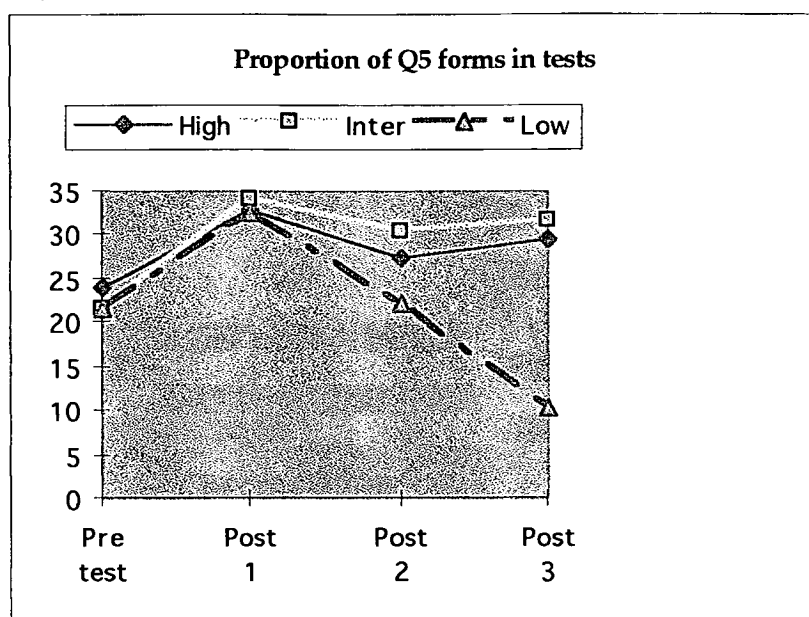 Proportion of Q5 forms in tests
High Inter Low
35
30
25
20
15
10
5
0
Pre test
Post 1
Post 2
Post 3